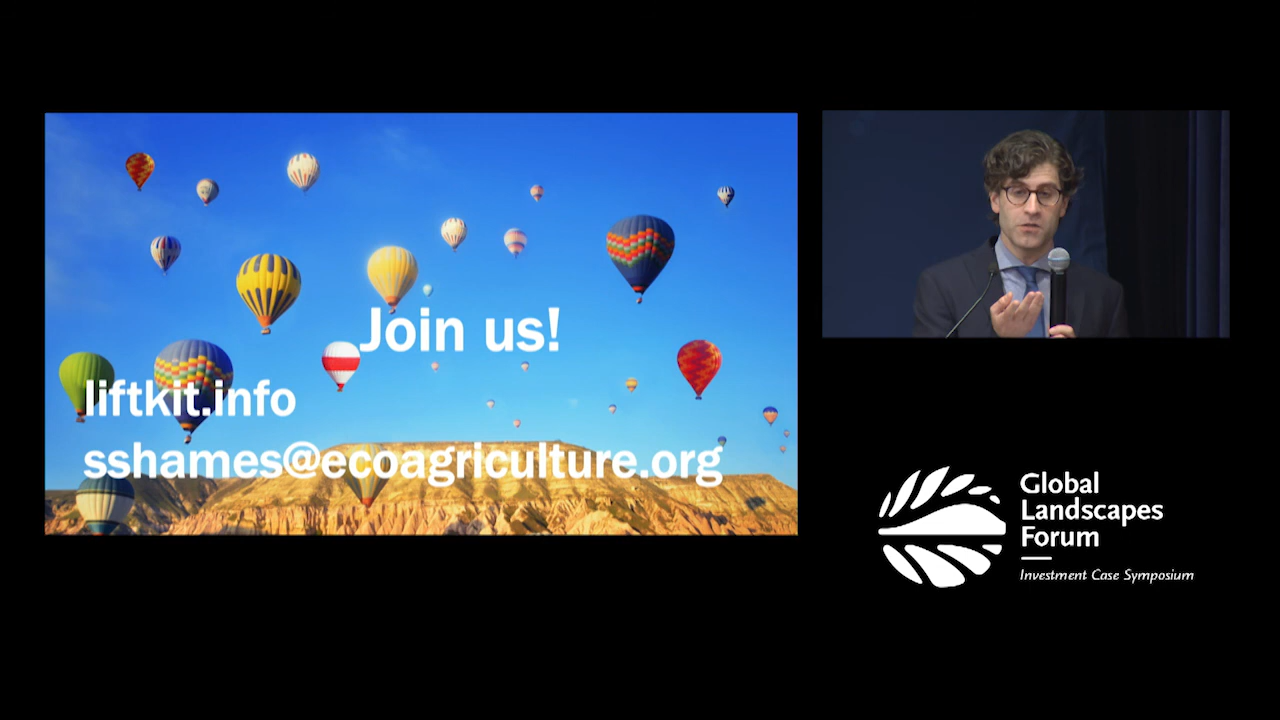 Join us!
liftkit.info
sshames@ecoagriculture.org
Global
Landscapes
Forum
Investment Case Symposium